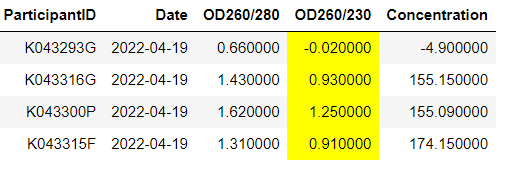 ParticipantID Date OD260/280 OD260/230 Concentration
K043293G 2022-04-19 0.660000 -0.020000 -4.900000
K043316G 2022-04-19 1.430000 0.930000 155.150000
K043300P 2022-04-19 1.620000 1.250000 155.090000
K043315F 2022-04-19 1.310000 0.910000 174.150000